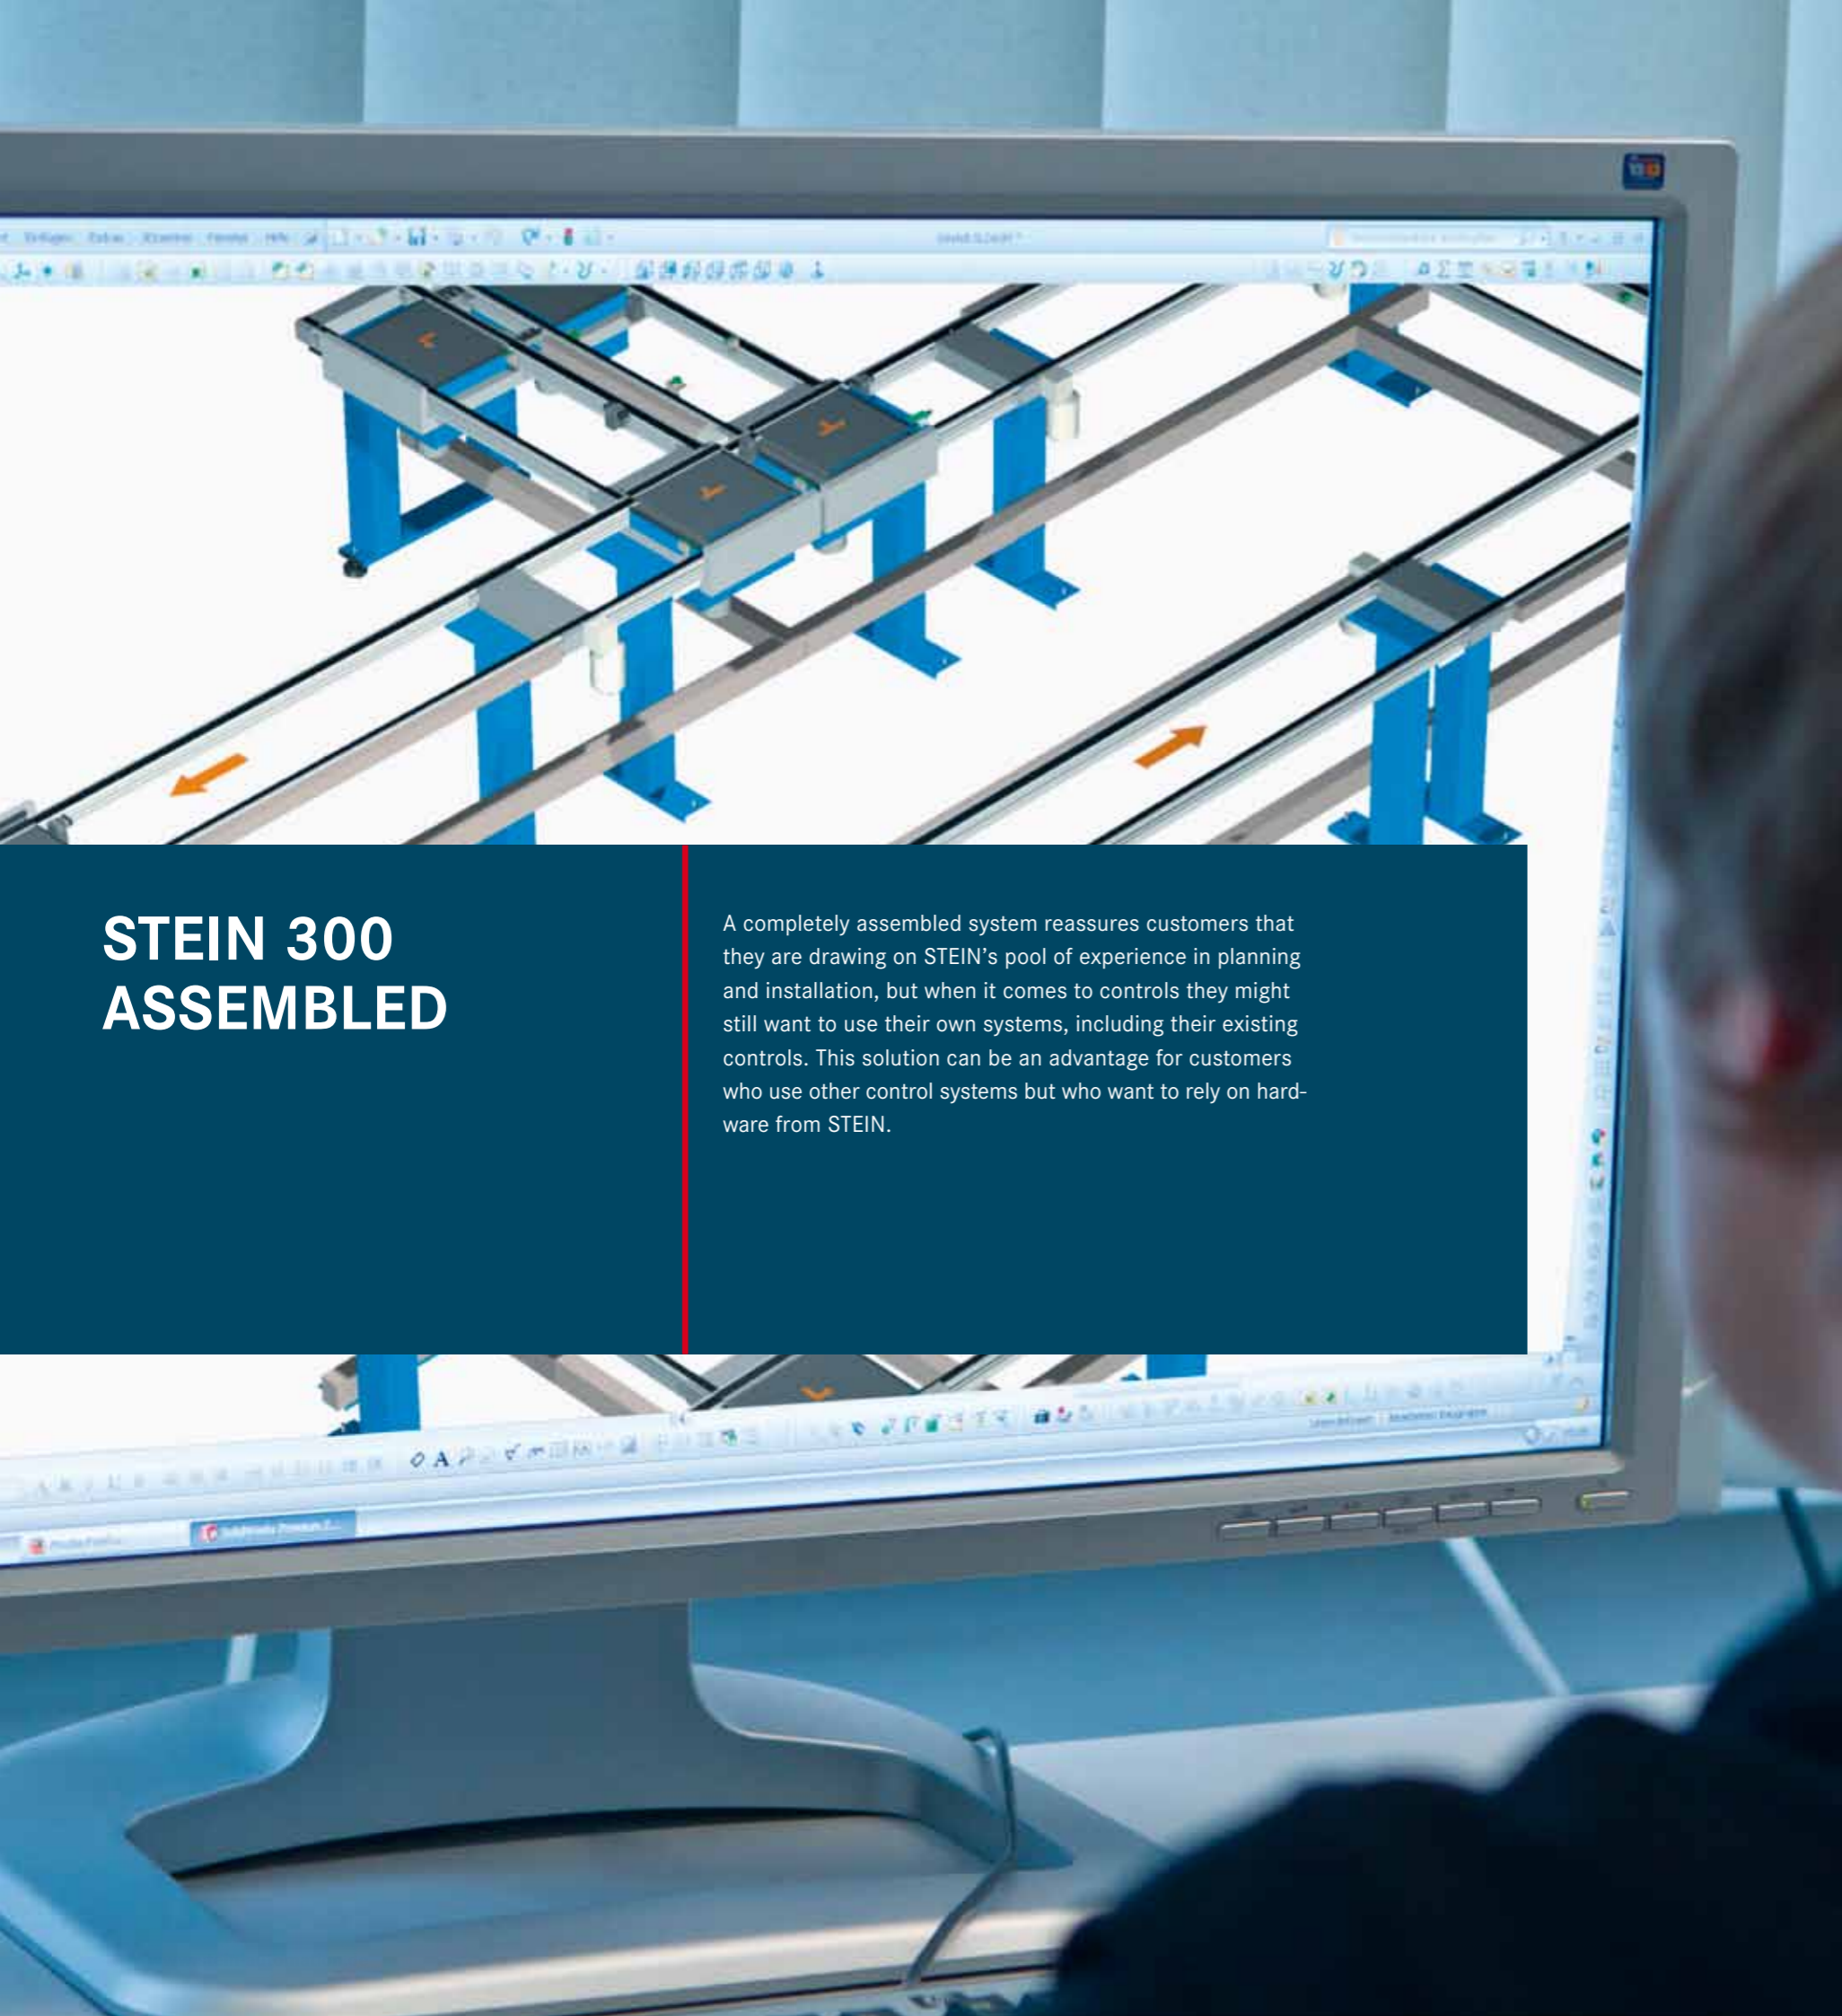 STEIN 300
ASSEMBLED
A completely assembled system reassures customers that
they are drawing on STEIN's pool of experience in planning
and installation, but when it comes to controls they might
still want to use their own systems, including their existing
controls. This solution can be an advantage for customers
who use other control systems but who want to rely on hard-
ware from STEIN.